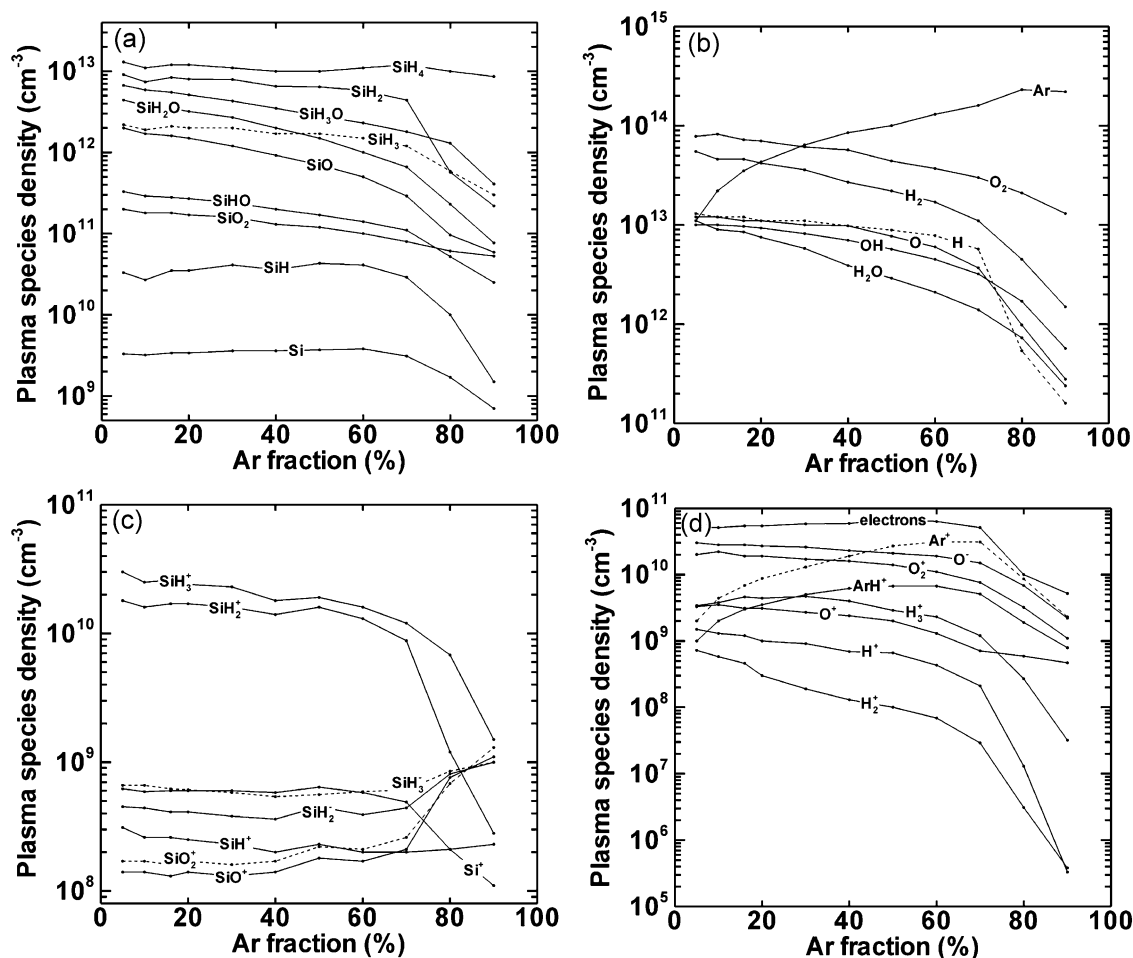 (a)
Plasma species density (cm⁻³)
10¹³
10¹²
10¹¹
10¹⁰
10⁹
SiH₄
SiH₂
SiH₂O
SiH₃O
SiH₃
SiO
SiHO
SiO₂
SiH
Si
0 20 40 60 80 100
Ar fraction (%)
(b)
Plasma species density (cm⁻³)
10¹⁵
10¹⁴
10¹³
10¹²
10¹¹
Ar
O₂
H₂
O
H
OH
H₂O
0 20 40 60 80 100
Ar fraction (%)
(c)
Plasma species density (cm⁻³)
10¹¹
10¹⁰
10⁹
10⁸
SiH₃⁺
SiH₂⁺
SiH₃⁻
SiH₂⁻
SiH⁺
SiO₂⁺
SiO⁺
Si⁺
0 20 40 60 80 100
Ar fraction (%)
(d)
Plasma species density (cm⁻³)
10¹¹
10¹⁰
10⁹
10⁸
10⁷
10⁶
10⁵
electrons
Ar⁺
O⁻
O₂⁺
ArH⁺
H₃⁺
O⁺
H⁺
H₂⁺
0 20 40 60 80 100
Ar fraction (%)